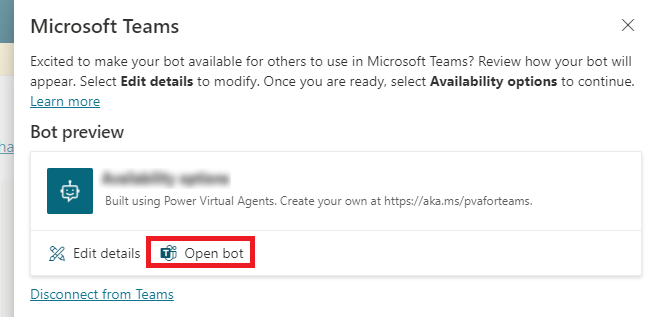 Microsoft Teams
Excited to make your bot available for others to use in Microsoft Teams? Review how your bot will
appear. Select Edit details to modify. Once you are ready, select Availability options to continue.
Learn more
Bot preview
Built using Power Virtual Agents. Create your own at https://aka.ms/pvaforteams.
Edit details
Open bot
Disconnect from Teams